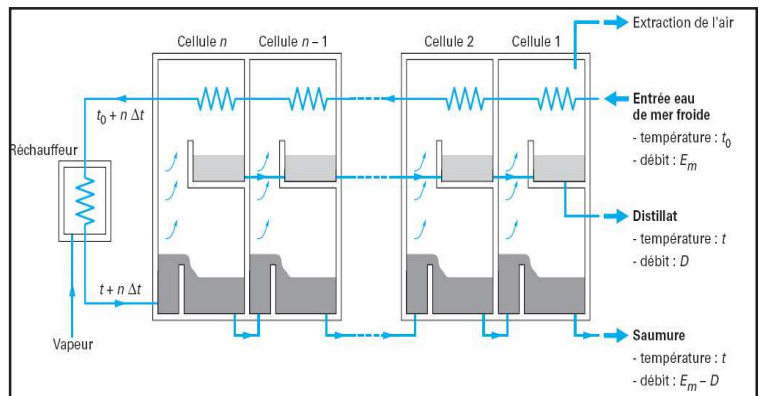 Extraction de l'air
Cellule n
Cellule n – 1
Cellule 2
Cellule 1
Entrée eau
de mer froide
- température : t0
- débit : Em
t0 + n Δt
Réchauffeur
Distillat
- température : t
- débit : D
t + n Δt
Vapeur
Saumure
- température : t
- débit : Em – D